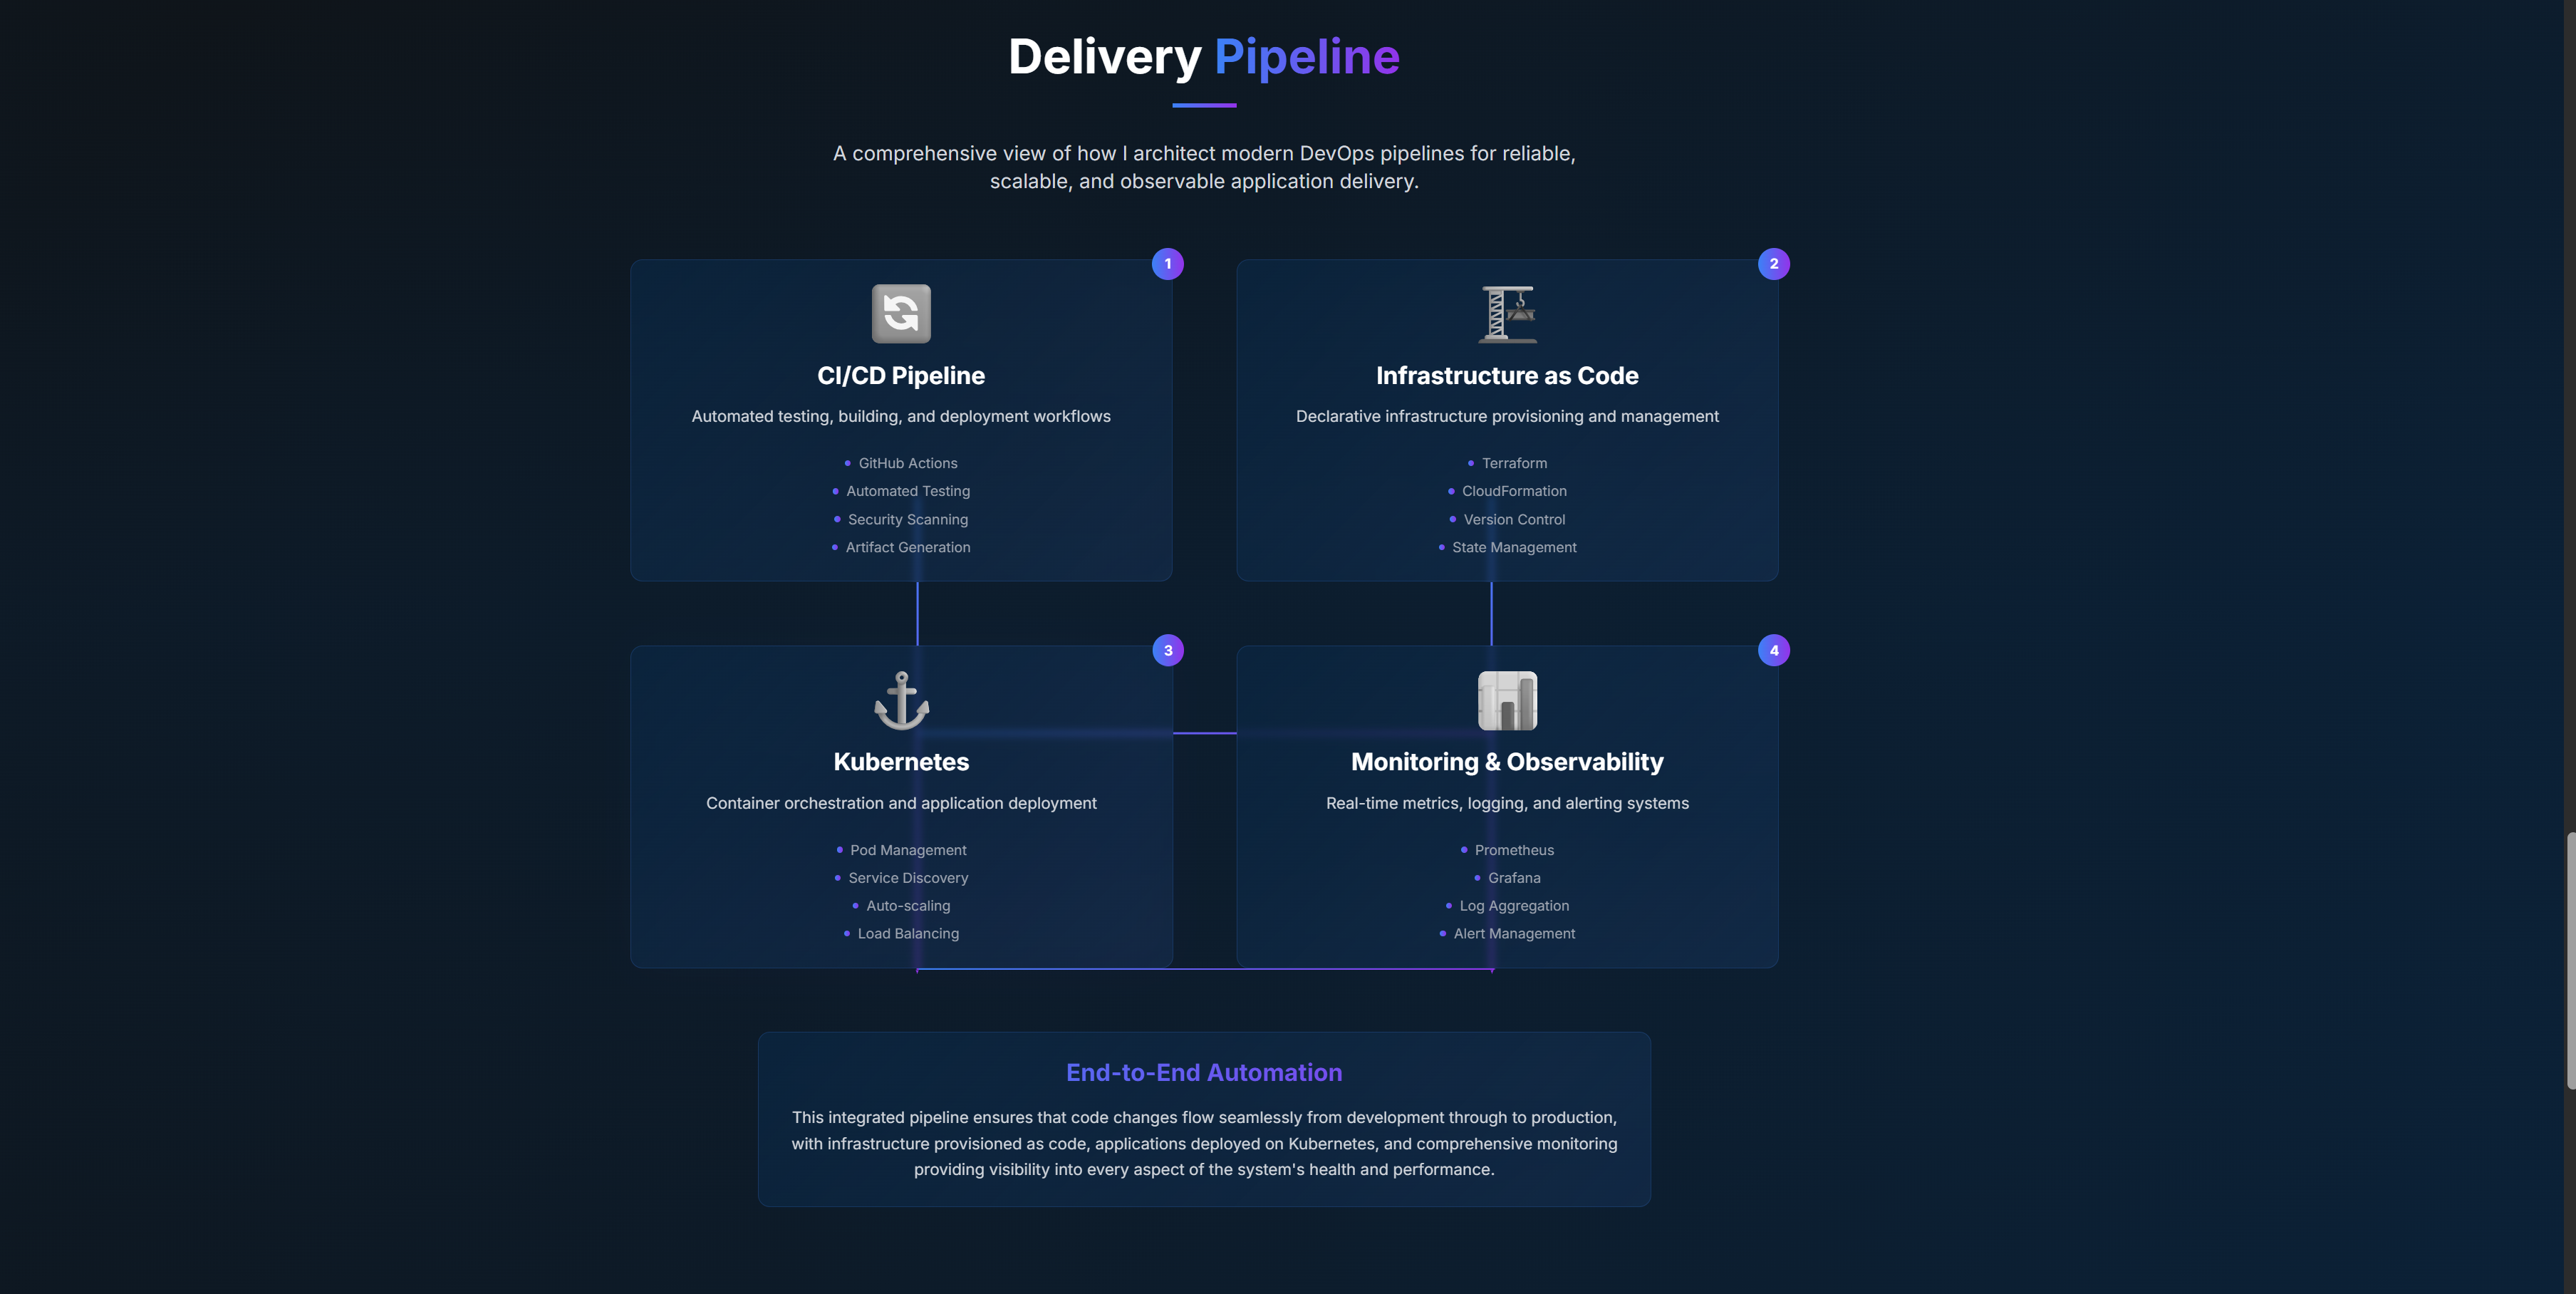 Delivery Pipeline
A comprehensive view of how I architect modern DevOps pipelines for reliable,
scalable, and observable application delivery.
1
CI/CD Pipeline
Automated testing, building, and deployment workflows
GitHub Actions
Automated Testing
Security Scanning
Artifact Generation
2
Infrastructure as Code
Declarative infrastructure provisioning and management
Terraform
CloudFormation
Version Control
State Management
3
Kubernetes
Container orchestration and application deployment
Pod Management
Service Discovery
Auto-scaling
Load Balancing
4
Monitoring & Observability
Real-time metrics, logging, and alerting systems
Prometheus
Grafana
Log Aggregation
Alert Management
End-to-End Automation
This integrated pipeline ensures that code changes flow seamlessly from development through to production,
with infrastructure provisioned as code, applications deployed on Kubernetes, and comprehensive monitoring
providing visibility into every aspect of the system's health and performance.